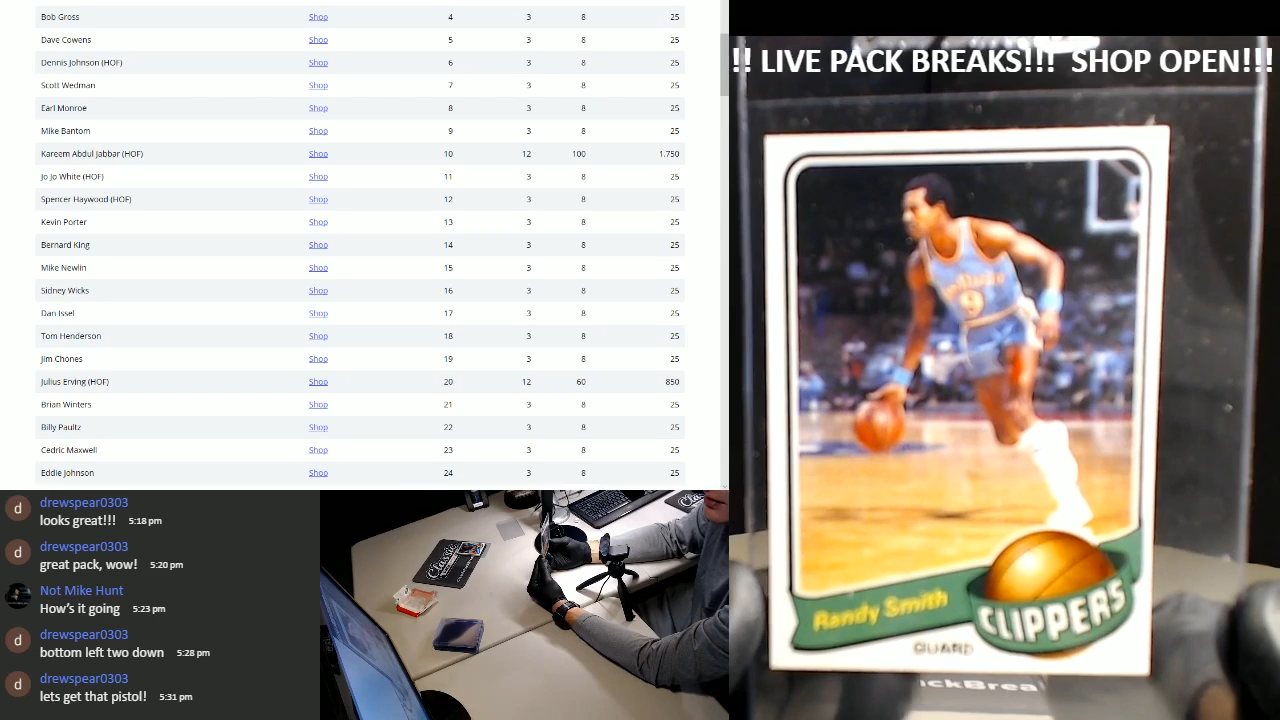 Bob Gross Shop 4 3 8 25
Dave Cowens Shop 5 3 8 25
Dennis Johnson (HOF) Shop 6 3 8 25
Scott Wedman Shop 7 3 8 25
Earl Monroe Shop 8 3 8 25
Mike Bantom Shop 9 3 8 25
Kareem Abdul Jabbar (HOF) Shop 10 12 100 1,750
Jo Jo White (HOF) Shop 11 3 8 25
Spencer Haywood (HOF) Shop 12 3 8 25
Kevin Porter Shop 13 3 8 25
Bernard King Shop 14 3 8 25
Mike Newlin Shop 15 3 8 25
Sidney Wicks Shop 16 3 8 25
Dan Issel Shop 17 3 8 25
Tom Henderson Shop 18 3 8 25
Jim Chones Shop 19 3 8 25
Julius Erving (HOF) Shop 20 12 60 850
Brian Winters Shop 21 3 8 25
Billy Paultz Shop 22 3 8 25
Cedric Maxwell Shop 23 3 8 25
Eddie Johnson Shop 24 3 8 25
d drewspear0303
looks great!!! 5:18 pm
d drewspear0303
great pack, wow! 5:20 pm
Not Mike Hunt
How's it going 5:23 pm
d drewspear0303
bottom left two down 5:28 pm
d drewspear0303
lets get that pistol! 5:31 pm
!! LIVE PACK BREAKS!!! SHOP OPEN!!!
9
Randy Smith
CLIPPERS
GUARD
Classic